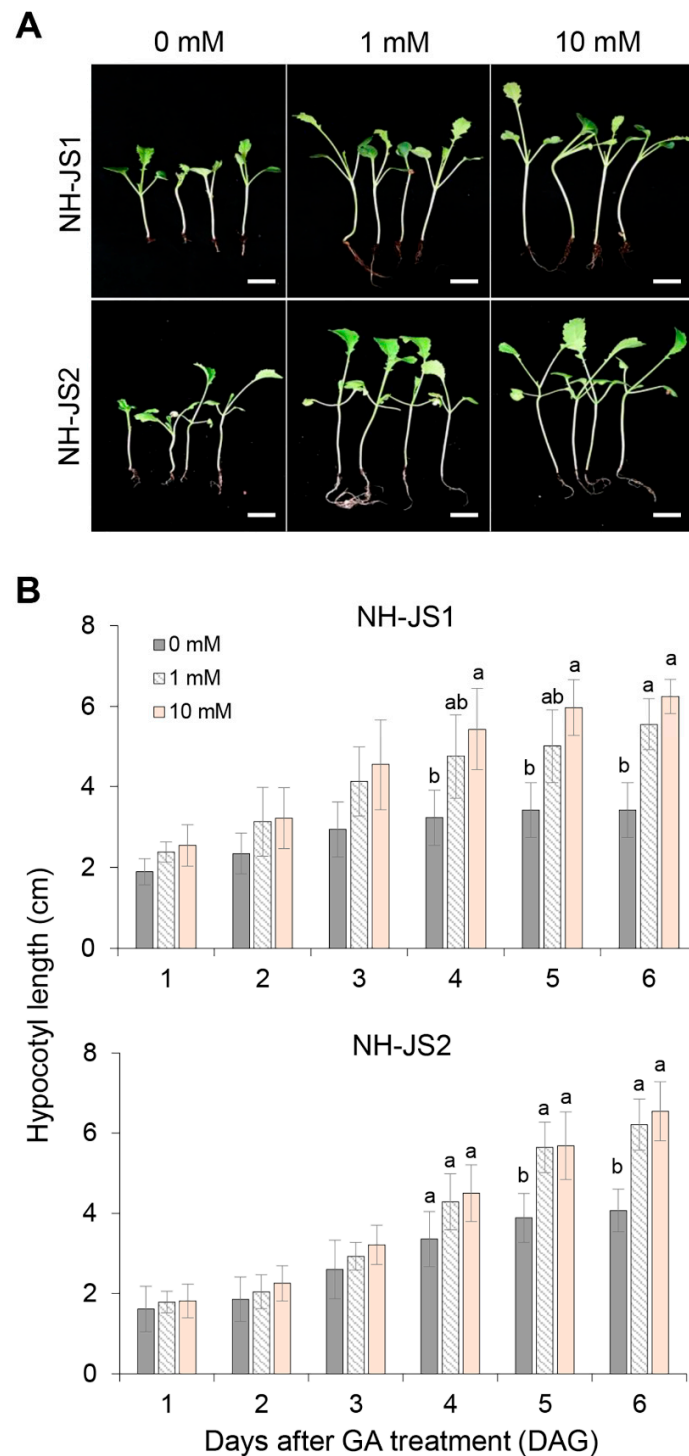 A
0 mM 1 mM 10 mM
NH-JS1
NH-JS2
B
NH-JS1
8
6
4
2
0
0 mM
1 mM
10 mM
b ab a
b ab a
b a a
1 2 3 4 5 6
Hypocotyl length (cm)
NH-JS2
8
6
4
2
0
a a a
b a a
b a a
1 2 3 4 5 6
Days after GA treatment (DAG)